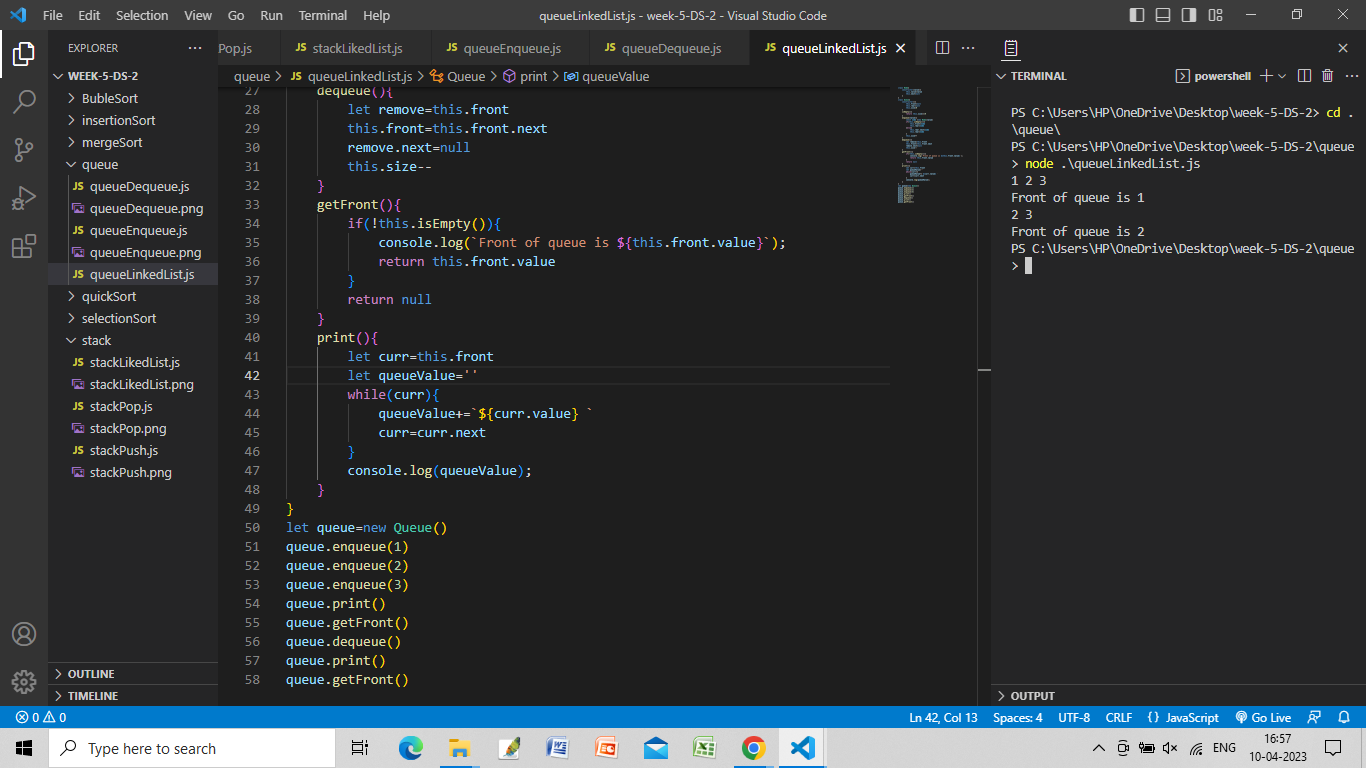 File Edit Selection View Go Run Terminal Help queueLinkedList.js - week-5-DS-2 - Visual Studio Code
EXPLORER
WEEK-5-DS-2
BubleSort
insertionSort
mergeSort
queue
JS queueDequeue.js
queueDequeue.png
JS queueEnqueue.js
queueEnqueue.png
JS queueLinkedList.js
quickSort
selectionSort
stack
JS stackLikedList.js
stackLikedList.png
JS stackPop.js
stackPop.png
JS stackPush.js
stackPush.png
OUTLINE
TIMELINE
Pop.js JS stackLikedList.js JS queueEnqueue.js JS queueDequeue.js JS queueLinkedList.js
queue > JS queueLinkedList.js > Queue > print > queueValue
27 dequeue(){
28 let remove=this.front
29 this.front=this.front.next
30 remove.next=null
31 this.size--
32 }
33 getFront(){
34 if(!this.isEmpty()){
35 console.log(`Front of queue is ${this.front.value}`);
36 return this.front.value
37 }
38 return null
39 }
40 print(){
41 let curr=this.front
42 let queueValue=''
43 while(curr){
44 queueValue+=`${curr.value} `
45 curr=curr.next
46 }
47 console.log(queueValue);
48 }
49 }
50 let queue=new Queue()
51 queue.enqueue(1)
52 queue.enqueue(2)
53 queue.enqueue(3)
54 queue.print()
55 queue.getFront()
56 queue.dequeue()
57 queue.print()
58 queue.getFront()
TERMINAL powershell
PS C:\Users\HP\OneDrive\Desktop\week-5-DS-2> cd .
\queue\
PS C:\Users\HP\OneDrive\Desktop\week-5-DS-2\queue
> node .\queueLinkedList.js
1 2 3
Front of queue is 1
2 3
Front of queue is 2
PS C:\Users\HP\OneDrive\Desktop\week-5-DS-2\queue
>
OUTPUT
0 0 Ln 42, Col 13 Spaces: 4 UTF-8 CRLF {} JavaScript Go Live
Type here to search ENG 16:57
10-04-2023